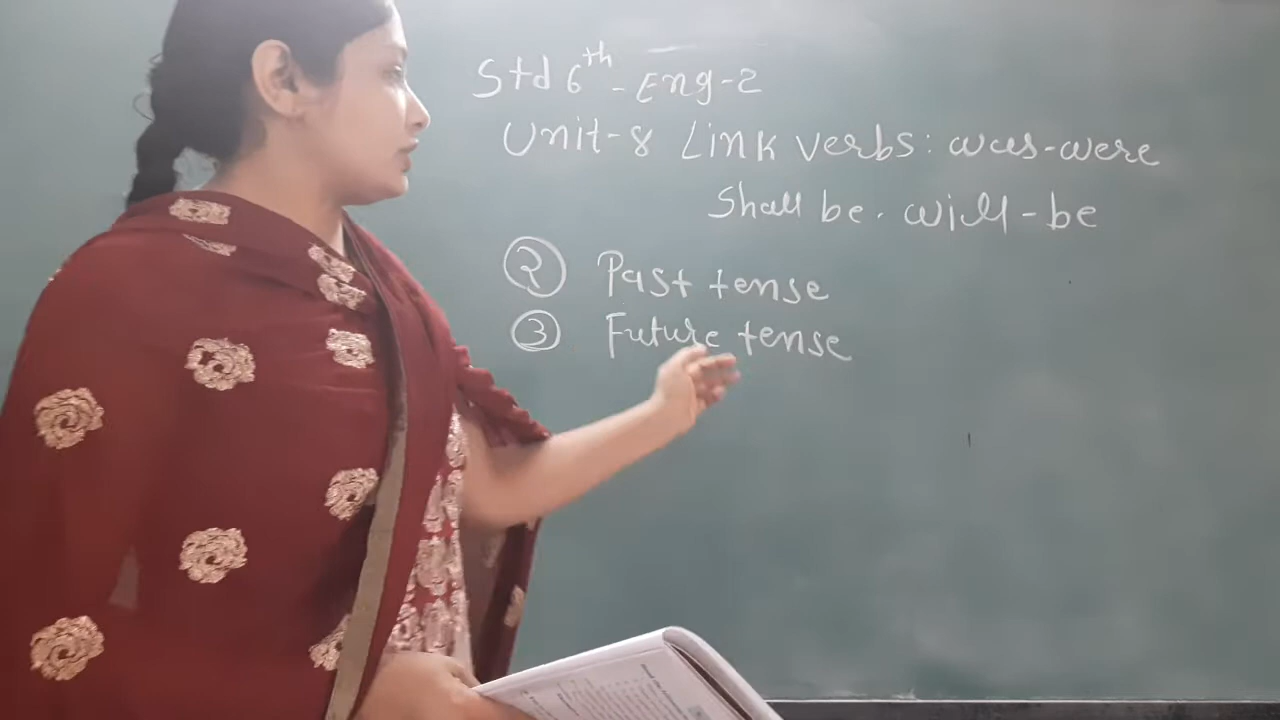 Std 6th - Eng-2
Unit-8 Link verbs: was-were
Shall be. will-be
२ Past tense
3 Future tense